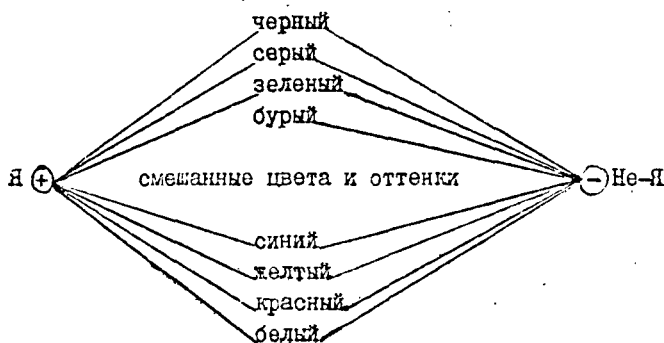 черный
серый
зеленый
бурый
Я + смешанные цвета и оттенки - Не-Я
синий
желтый
красный
белый